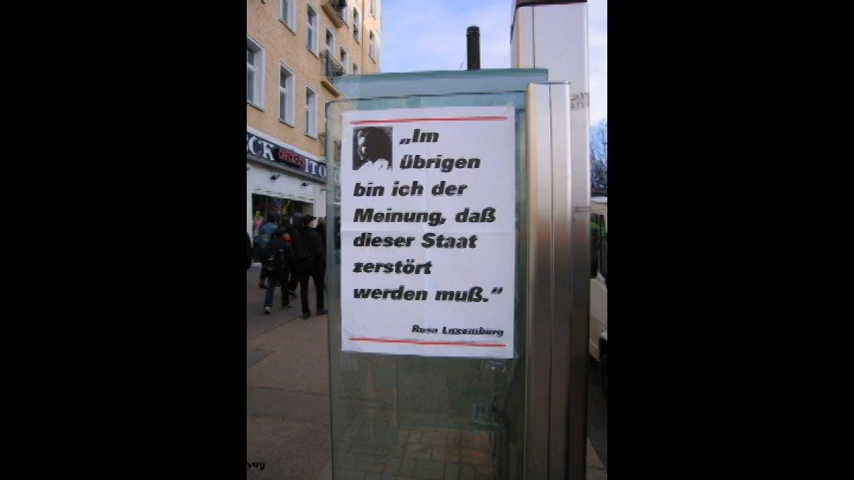 „Im
übrigen
bin ich der
Meinung, daß
dieser Staat
zerstört
werden muß.“
Rosa Luxemburg